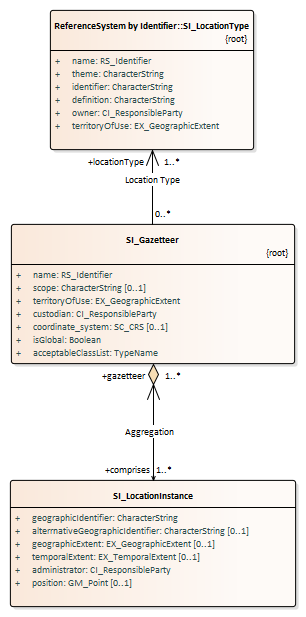 ReferenceSystem by Identifier::SI_LocationType
{root}
+ name: RS_Identifier
+ theme: CharacterString
+ identifier: CharacterString
+ definition: CharacterString
+ owner: CI_ResponsibleParty
+ territoryOfUse: EX_GeographicExtent
+locationType 1..*
Location Type
0..*
SI_Gazetteer
{root}
+ name: RS_Identifier
+ scope: CharacterString [0..1]
+ territoryOfUse: EX_GeographicExtent
+ custodian: CI_ResponsibleParty
+ coordinate_system: SC_CRS [0..1]
+ isGlobal: Boolean
+ acceptableClassList: TypeName
+gazetteer 1..*
Aggregation
+comprises 1..*
SI_LocationInstance
+ geographicIdentifier: CharacterString
+ alternativeGeographicIdentifier: CharacterString [0..1]
+ geographicExtent: EX_GeographicExtent [0..1]
+ temporalExtent: EX_TemporalExtent [0..1]
+ administrator: CI_ResponsibleParty
+ position: GM_Point [0..1]